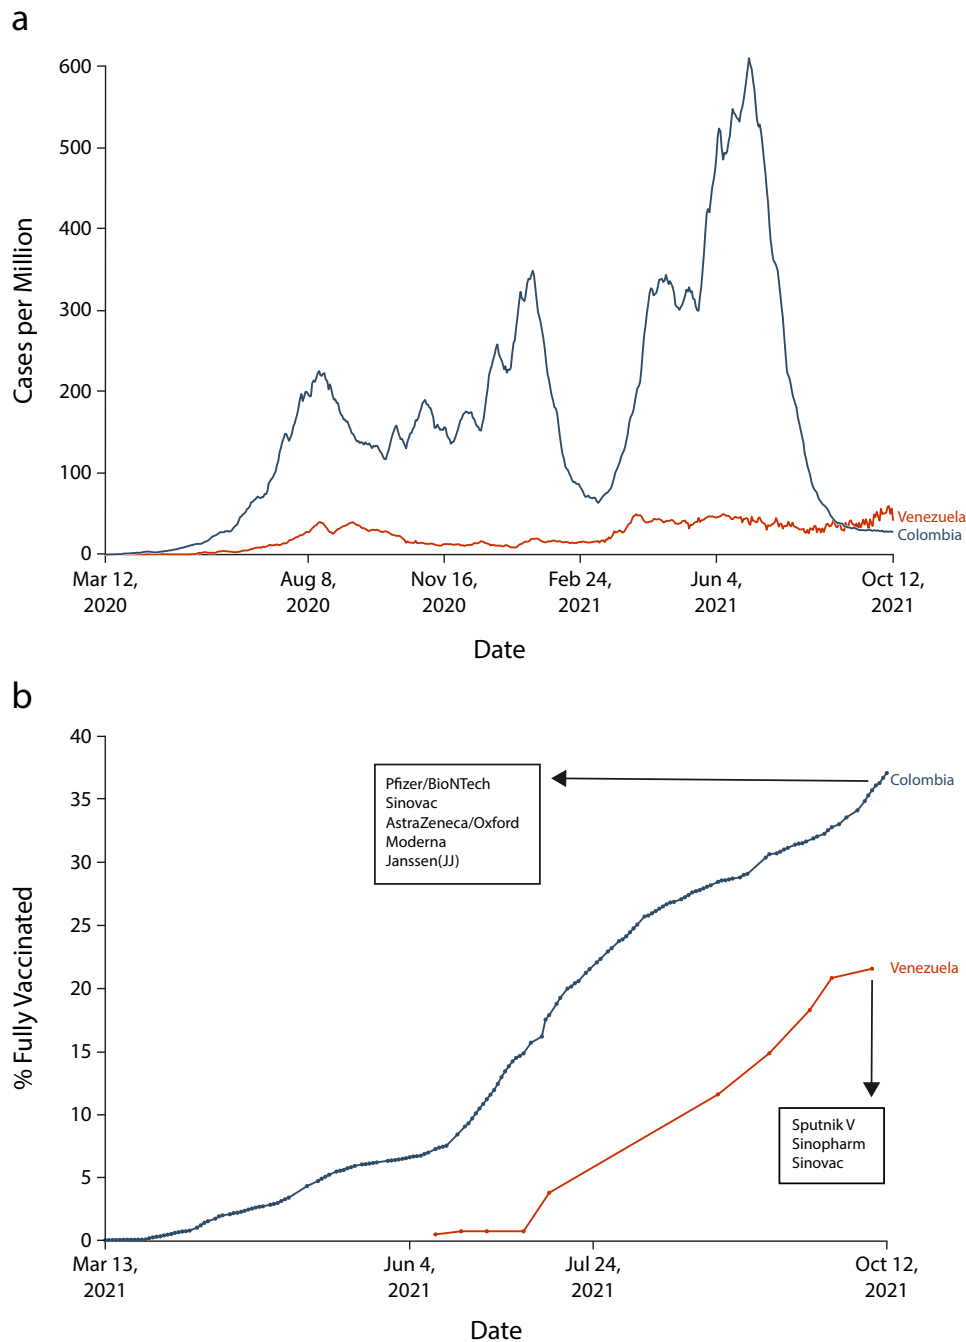 a
600
500
400
300
200
100
0
Cases per Million
Venezuela
Colombia
Mar 12,
2020
Aug 8,
2020
Nov 16,
2020
Feb 24,
2021
Jun 4,
2021
Oct 12,
2021
Date
b
40
35
30
25
20
15
10
5
0
% Fully Vaccinated
Pfizer/BioNTech
Sinovac
AstraZeneca/Oxford
Moderna
Janssen(JJ)
Colombia
Venezuela
Sputnik V
Sinopharm
Sinovac
Mar 13,
2021
Jun 4,
2021
Jul 24,
2021
Oct 12,
2021
Date